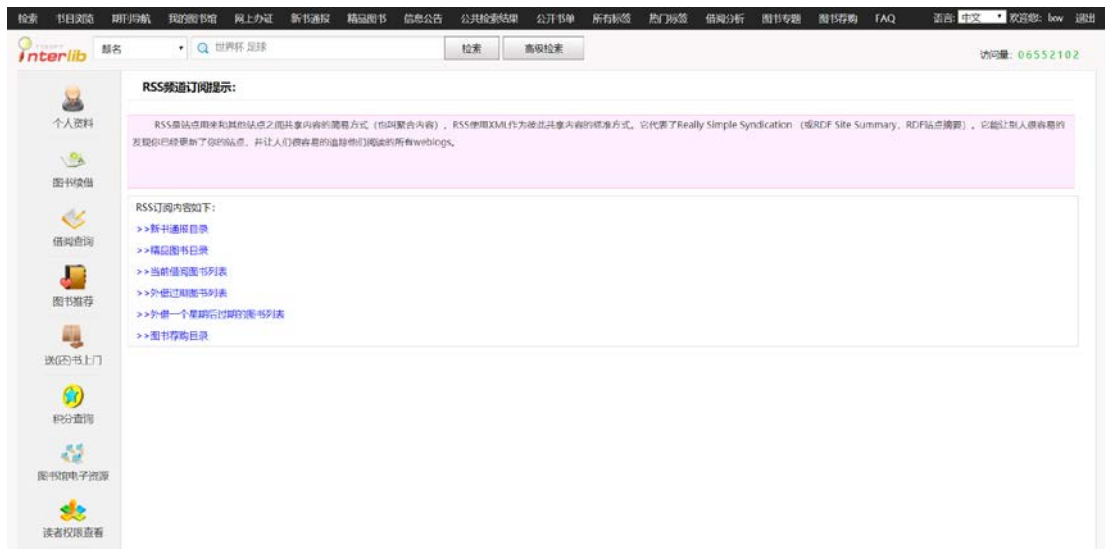 检索 书目浏览 期刊导航 我的图书馆 网上办证 新书通报 精品图书 信息公告 公共检索结果 公开书单 所有标签 热门标签 借阅分析 图书专题 图书荐购 FAQ 语言: 中文 欢迎您: lxw 退出
interlib 题名 世界杯 足球 检索 高级检索 访问量: 06552102
RSS频道订阅提示:
RSS是站点用来和其他站点之间共享内容的简易方式（也叫聚合内容），RSS使用XML作为彼此共享内容的标准方式。它代表了Really Simple Syndication （或RDF Site Summary，RDF站点摘要）。它能让别人很容易的
发现你已经更新了你的站点，并让人们很容易的追踪他们阅读的所有weblogs。
RSS订阅内容如下:
>>新书通报目录
>>精品图书目录
>>当前借阅图书列表
>>外借过期图书列表
>>外借一个星期后过期的图书列表
>>图书荐购目录
个人资料
图书续借
借阅查询
图书推荐
送(还)书上门
积分查询
图书馆电子资源
读者权限查看